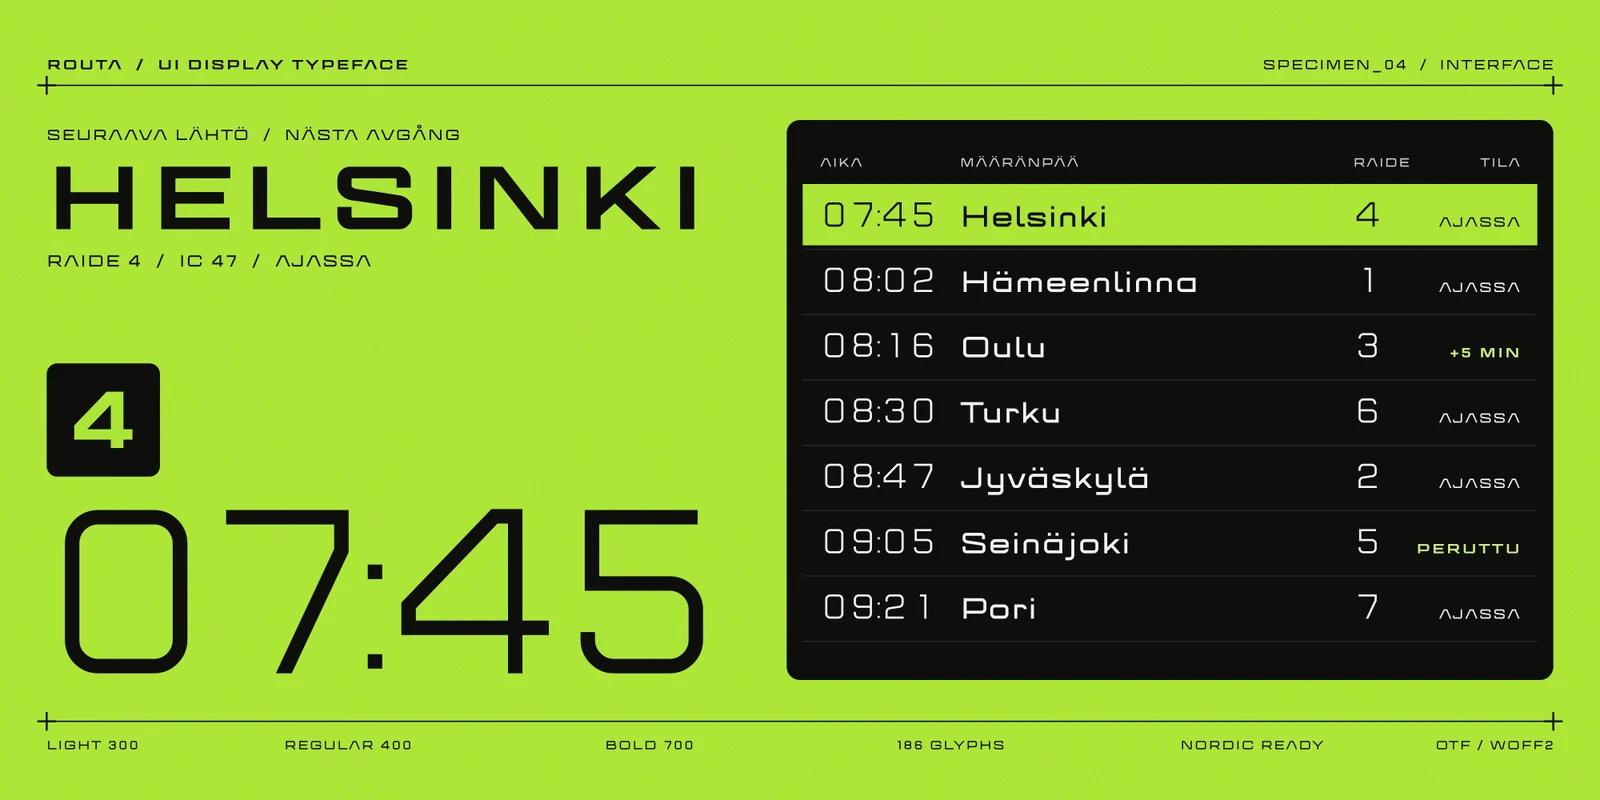 ROUTA / UI DISPLAY TYPEFACE
SPECIMEN_04 / INTERFACE
SEURAAVA LÄHTÖ / NÄSTA AVGÅNG
HELSINKI
RAIDE 4 / IC 47 / AJASSA
4
07:45
AIKA MÄÄRÄNPÄÄ RAIDE TILA
07:45 Helsinki 4 AJASSA
08:02 Hämeenlinna 1 AJASSA
08:16 Oulu 3 +5 MIN
08:30 Turku 6 AJASSA
08:47 Jyväskylä 2 AJASSA
09:05 Seinäjoki 5 PERUTTU
09:21 Pori 7 AJASSA
LIGHT 300 REGULAR 400 BOLD 700 186 GLYPHS NORDIC READY OTF / WOFF2